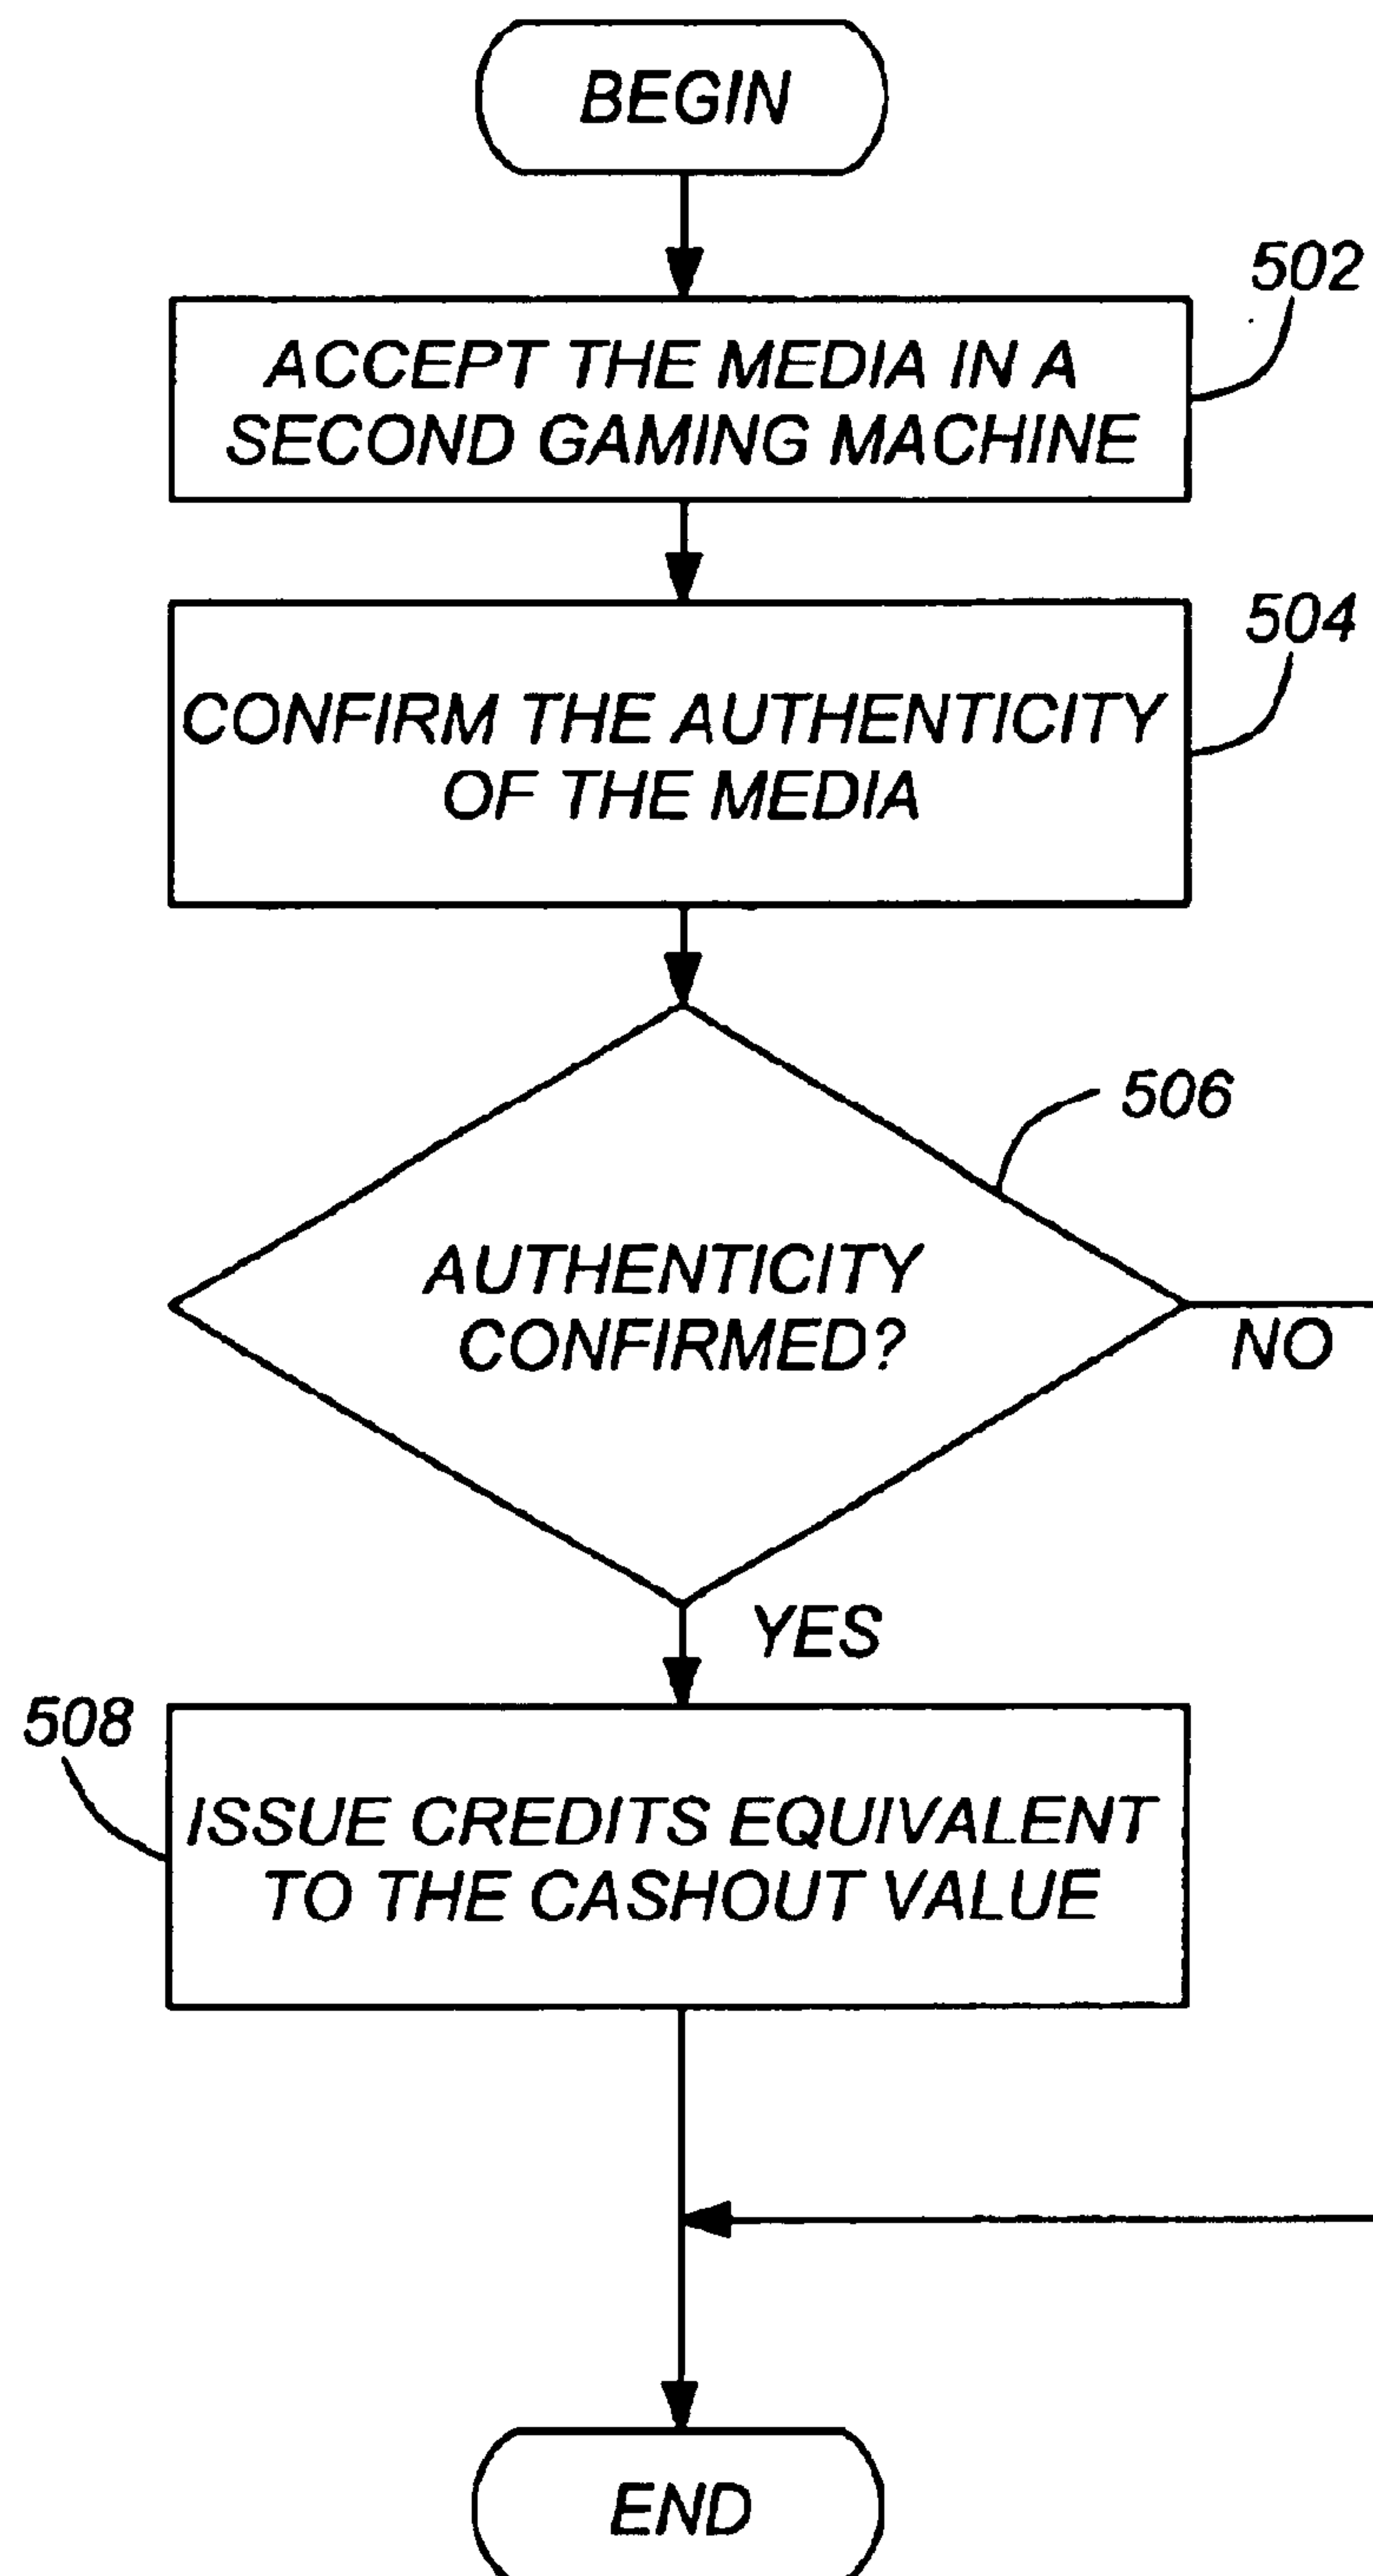 BEGIN
502
ACCEPT THE MEDIA IN A
SECOND GAMING MACHINE
504
CONFIRM THE AUTHENTICITY
OF THE MEDIA
506
AUTHENTICITY
CONFIRMED?
NO
YES
508
ISSUE CREDITS EQUIVALENT
TO THE CASHOUT VALUE
END